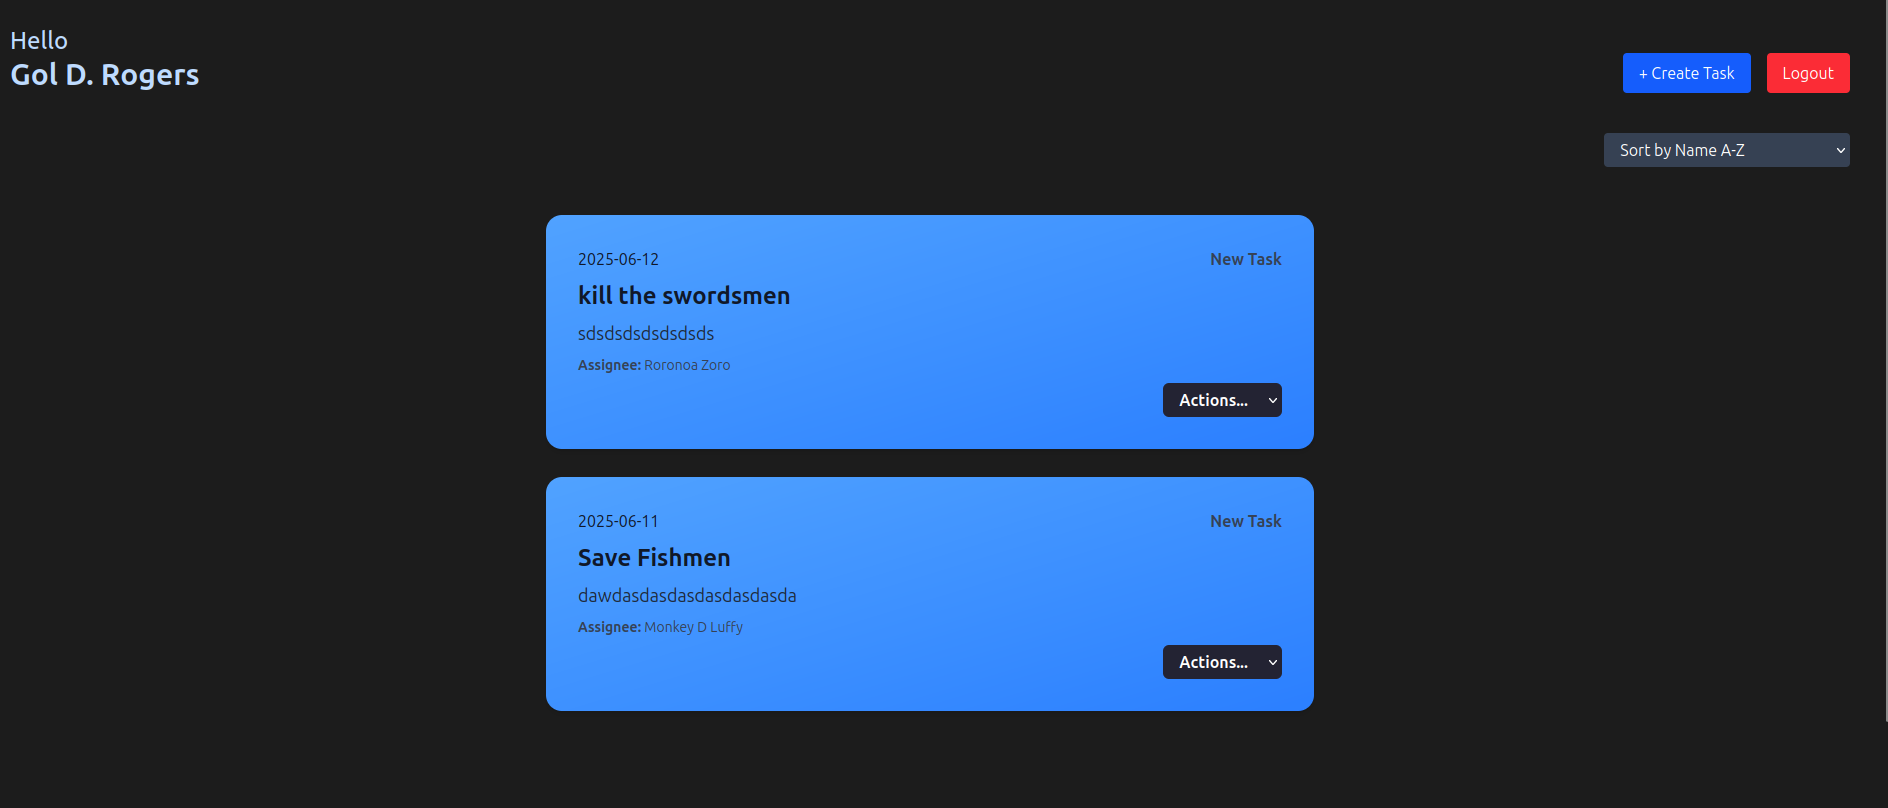 Hello
Gol D. Rogers
+ Create Task
Logout
Sort by Name A-Z
2025-06-12
New Task
kill the swordsmen
sdsdsdsdsdsdsds
Assignee: Roronoa Zoro
Actions...
2025-06-11
New Task
Save Fishmen
dawdasdasdasdasdasdasda
Assignee: Monkey D Luffy
Actions...